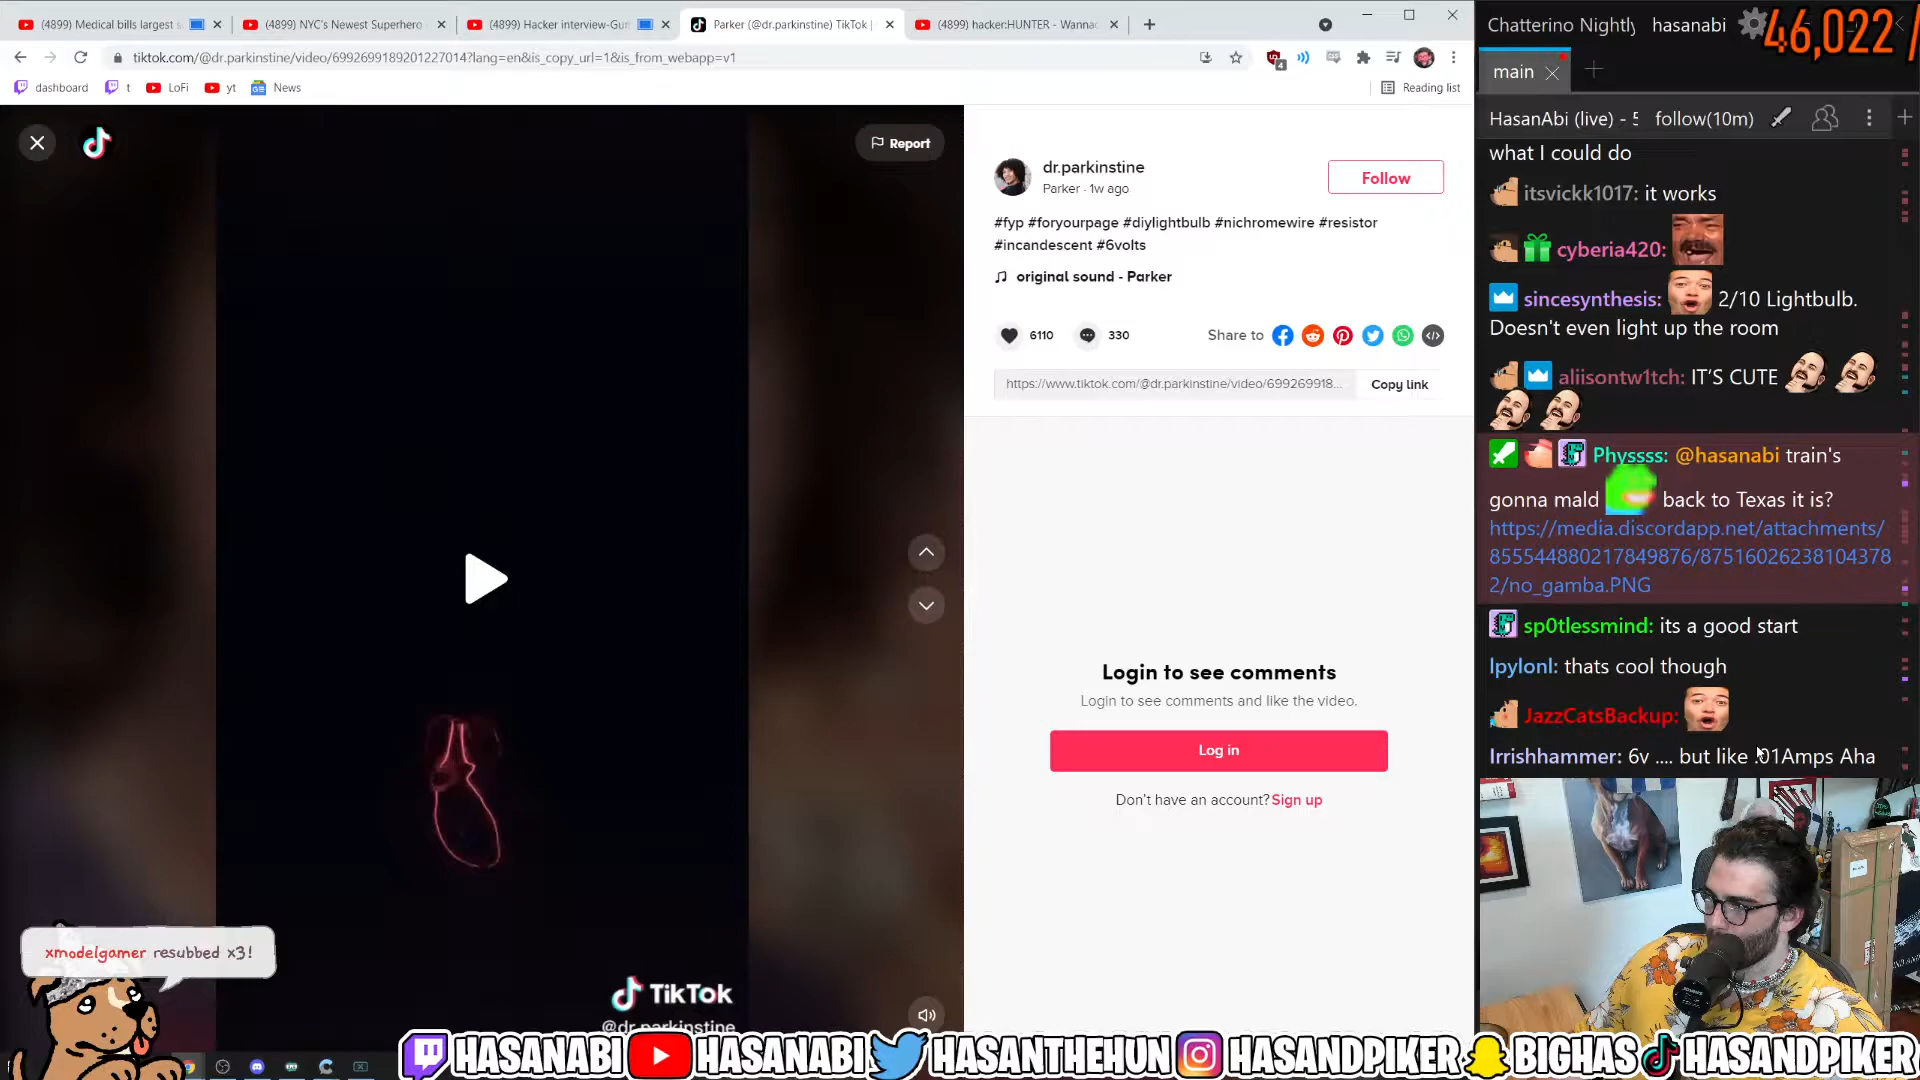 (4899) Medical bills largest s
(4899) NYC's Newest Superhero
(4899) Hacker interview-Gun
Parker (@dr.parkinstine) TikTok |
(4899) hacker:HUNTER - Wanna
tiktok.com/@dr.parkinstine/video/6992699189201227014?lang=en&is_copy_url=1&is_from_webapp=v1
4
dashboard
t
LoFi
yt
News
Reading list
Report
dr.parkinstine
Parker · 1w ago
Follow
#fyp #foryourpage #diylightbulb #nichromewire #resistor
#incandescent #6volts
original sound - Parker
6110
330
Share to
https://www.tiktok.com/@dr.parkinstine/video/699269918...
Copy link
Login to see comments
Login to see comments and like the video.
Log in
Don't have an account? Sign up
TikTok
@dr.parkinstine
xmodelgamer resubbed x3!
Chatterino Nightly
hasanabi
46,022 /
main
HasanAbi (live) - 5
follow(10m)
what I could do
itsvickk1017: it works
cyberia420:
sincesynthesis: 2/10 Lightbulb.
Doesn't even light up the room
aliisontw1tch: IT'S CUTE
Physsss: @hasanabi train's
gonna mald back to Texas it is?
https://media.discordapp.net/attachments/
855544880217849876/87516026238104378
2/no_gamba.PNG
sp0tlessmind: its a good start
lpylonl: thats cool though
JazzCatsBackup:
Irrishhammer: 6v .... but like .01Amps Aha
HASANABI HASANABI HASANTHEHUN HASANDPIKER BIGHAS HASANDPIKER